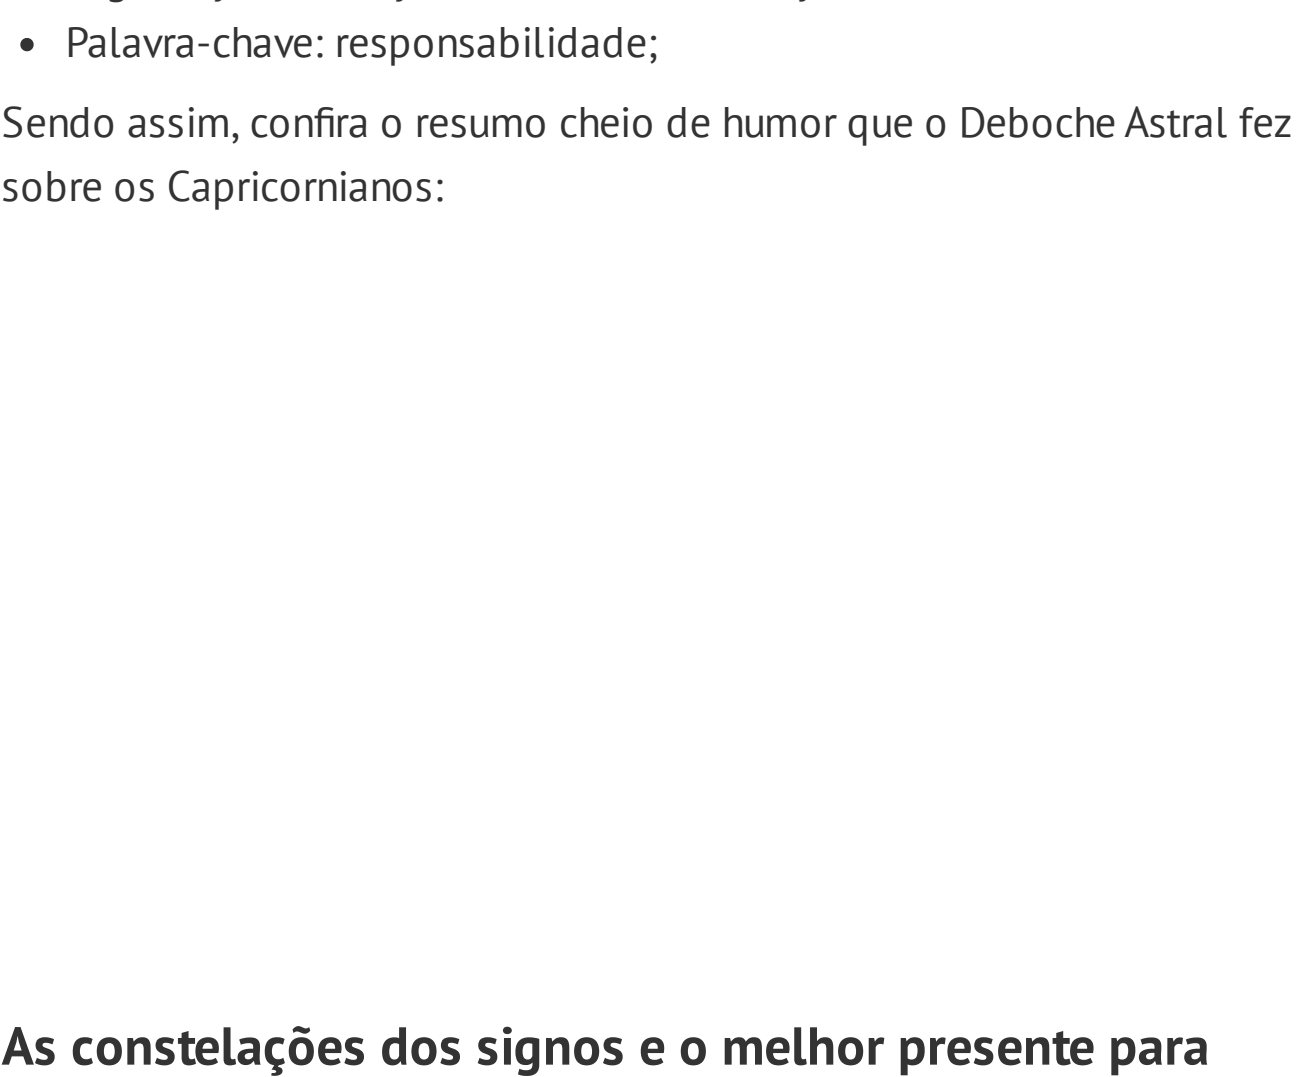 • Palavra-chave: responsabilidade;
Sendo assim, confira o resumo cheio de humor que o Deboche Astral fez
sobre os Capricornianos:
As constelações dos signos e o melhor presente para